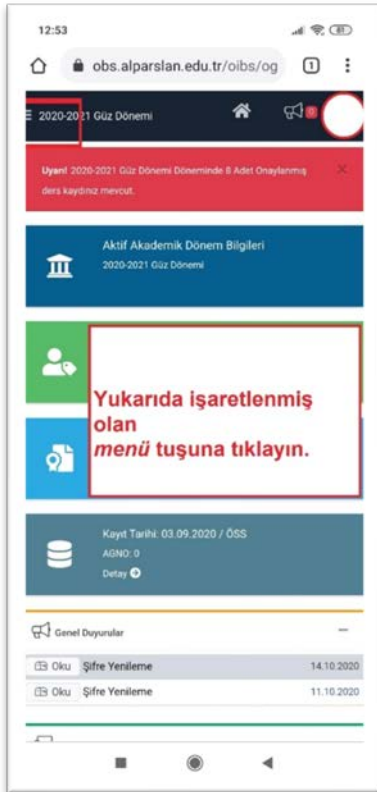 12:53
obs.alparslan.edu.tr/oibs/og
1
2020-2021 Güz Dönemi
0
Uyarı! 2020-2021 Güz Dönemi Döneminde 8 Adet Onaylanmış
ders kaydınız mevcut.
Aktif Akademik Dönem Bilgileri
2020-2021 Güz Dönemi
Yukarıda işaretlenmiş
olan
menü tuşuna tıklayın.
Kayıt Tarihi: 03.09.2020 / ÖSS
AGNO: 0
Detay
Genel Duyurular
Oku Şifre Yenileme 14.10.2020
Oku Şifre Yenileme 11.10.2020